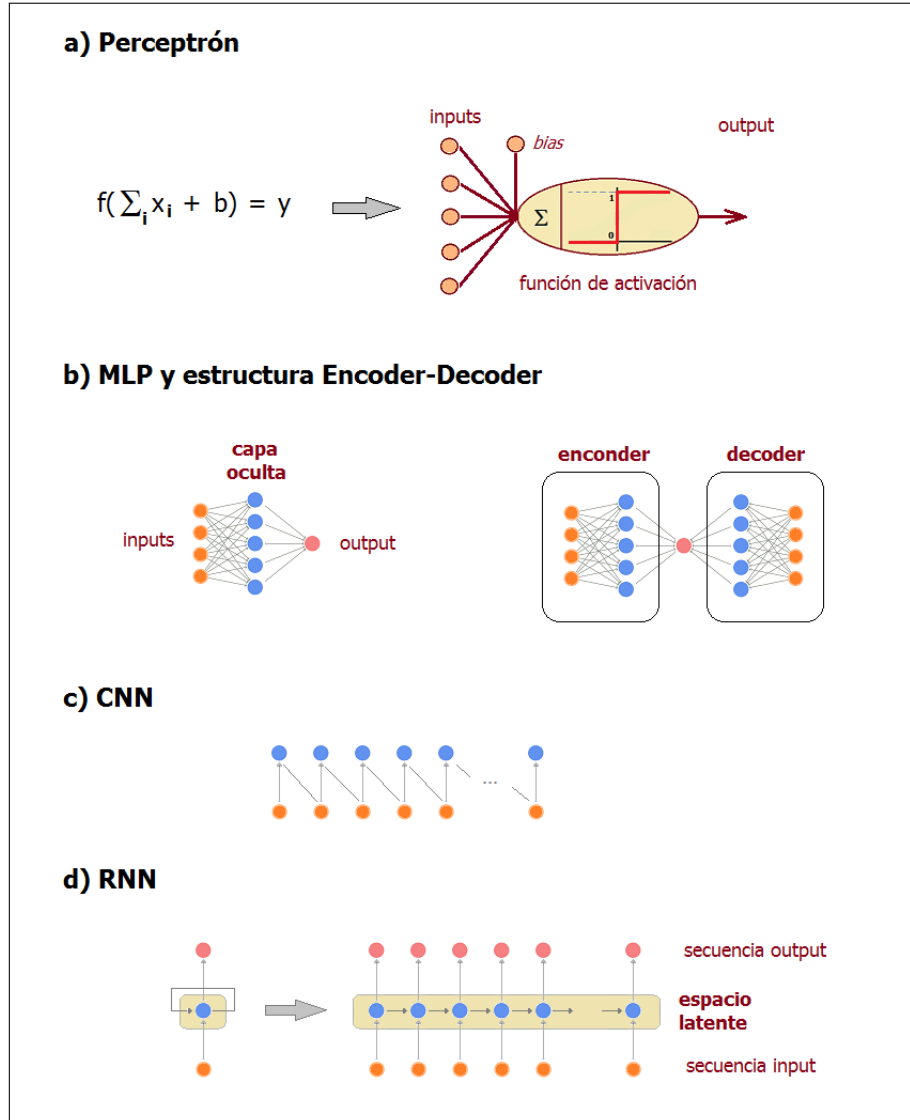 a) Perceptrón
inputs
output
bias
f(∑i xi + b) = y
Σ
1
0
función de activación
b) MLP y estructura Encoder-Decoder
capa
oculta
inputs
output
enconder
decoder
c) CNN
...
d) RNN
secuencia output
espacio
latente
secuencia input